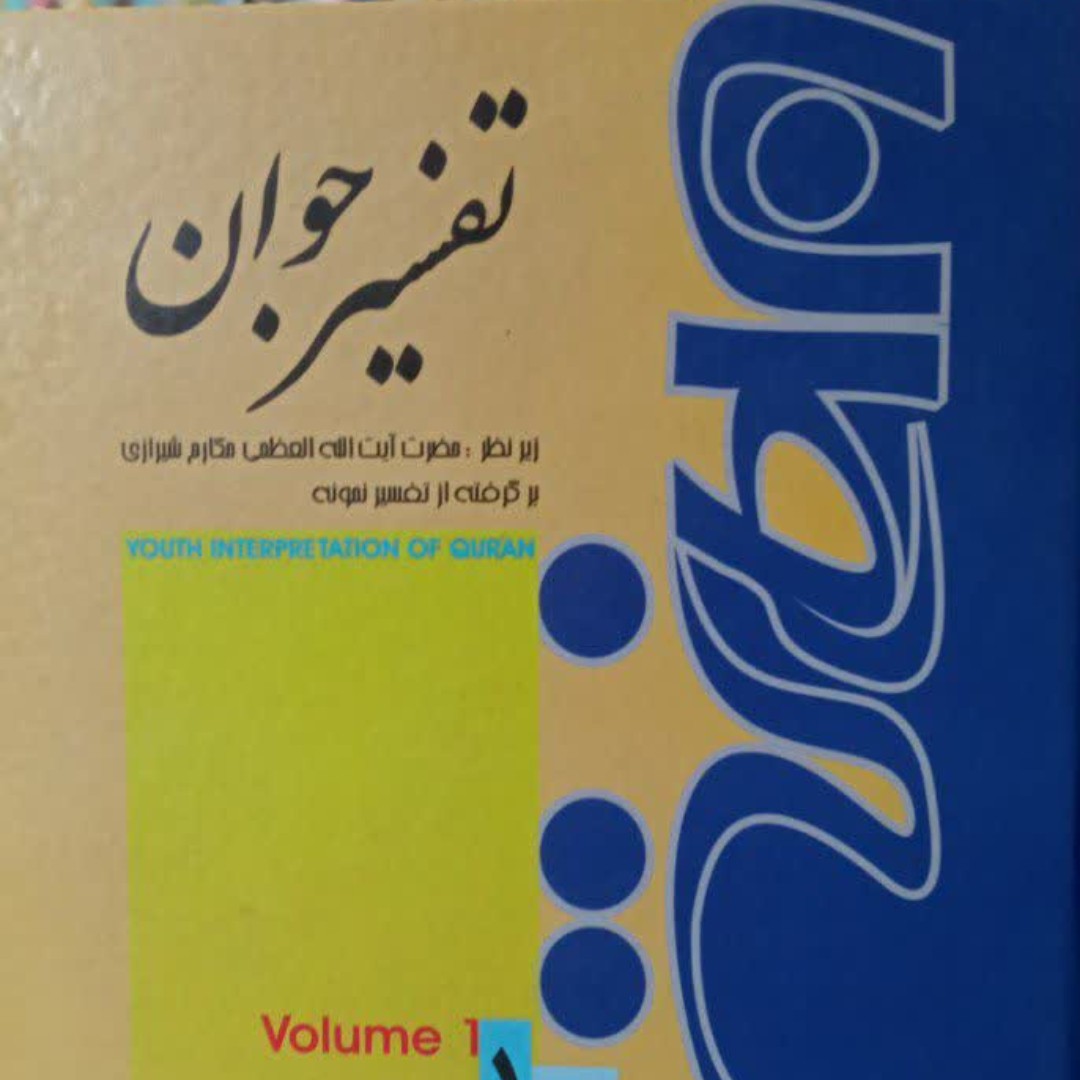 تفسیر جوان
زیر نظر : حضرت آیت الله العظمی مکارم شیرازی
بر گرفته از تفسیر نمونه
YOUTH INTERPRETATION OF QURAN
Volume 1
۱